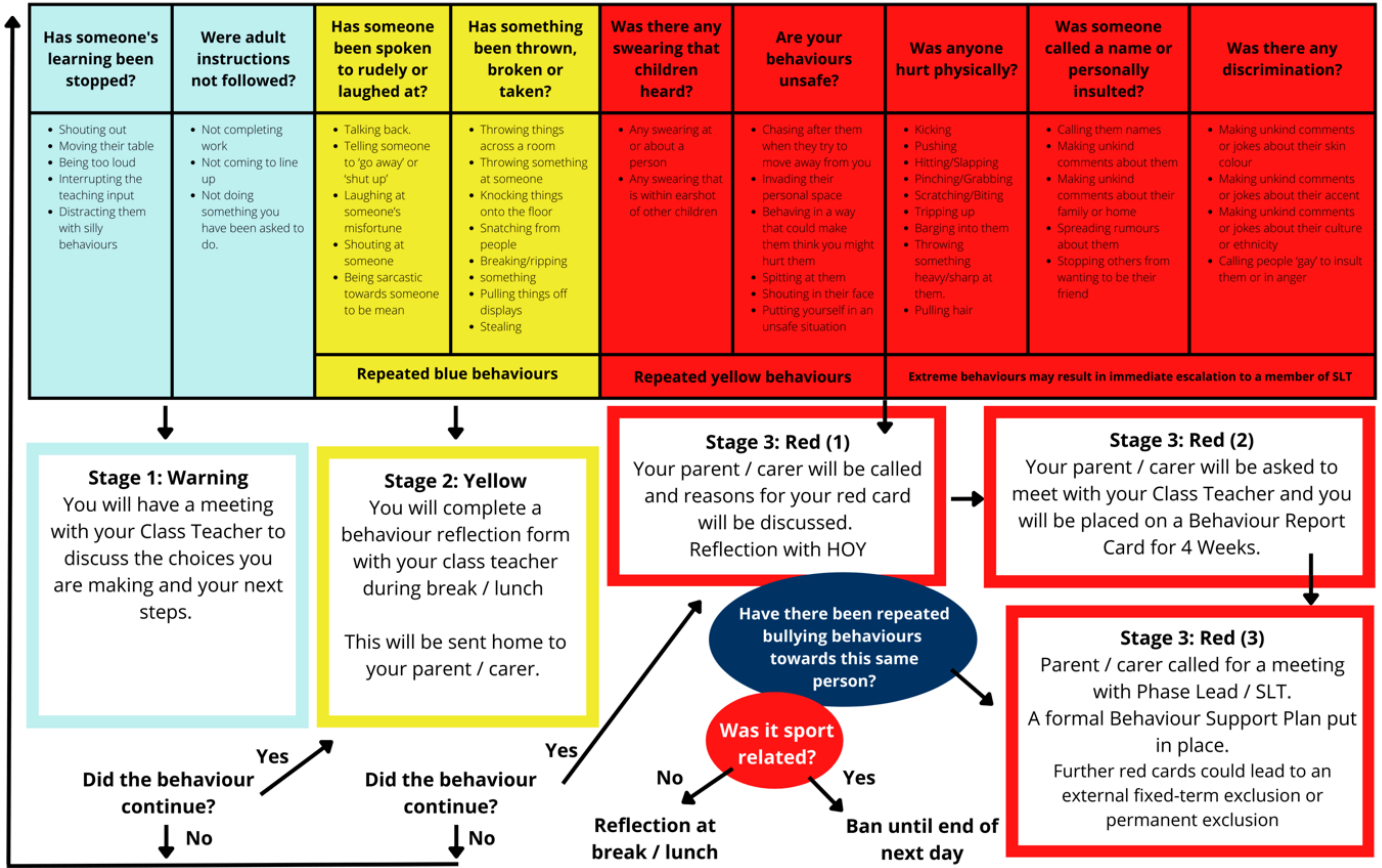 Has someone's
learning been
stopped?
Were adult
instructions
not followed?
Has someone
been spoken
to rudely or
laughed at?
Has something
been thrown,
broken or
taken?
Was there any
swearing that
children
heard?
Are your
behaviours
unsafe?
Was anyone
hurt physically?
Was someone
called a name or
personally
insulted?
Was there any
discrimination?
• Shouting out
• Moving their table
• Being too loud
• Interrupting the
teaching input
• Distracting them
with silly
behaviours
• Not completing
work
• Not coming to line
up
• Not doing
something you
have been asked to
do.
• Talking back.
• Telling someone
to ‘go away’ or
‘shut up’
• Laughing at
someone’s
misfortune
• Shouting at
someone
• Being sarcastic
towards someone
to be mean
• Throwing things
across a room
• Throwing something
at someone
• Knocking things
onto the floor
• Snatching from
people
• Breaking/ripping
• something
• Pulling things off
displays
• Stealing
• Any swearing at
or about a
person
• Any swearing that
is within earshot
of other children
• Chasing after them
when they try to
move away from you
• Invading their
personal space
• Behaving in a way
that could make
them think you might
hurt them
• Spitting at them
• Shouting in their face
• Putting yourself in an
unsafe situation
• Kicking
• Pushing
• Hitting/Slapping
• Pinching/Grabbing
• Scratching/Biting
• Tripping up
• Barging into them
• Throwing
something
heavy/sharp at
them.
• Pulling hair
• Calling them names
• Making unkind
comments about them
• Making unkind
comments about their
family or home
• Spreading rumours
about them
• Stopping others from
wanting to be their
friend
• Making unkind comments
or jokes about their skin
colour
• Making unkind comments
or jokes about their accent
• Making unkind comments
or jokes about their culture
or ethnicity
• Calling people ‘gay’ to insult
them or in anger
Repeated blue behaviours
Repeated yellow behaviours
Extreme behaviours may result in immediate escalation to a member of SLT
Stage 1: Warning
You will have a meeting
with your Class Teacher to
discuss the choices you
are making and your next
steps.
Stage 2: Yellow
You will complete a
behaviour reflection form
with your class teacher
during break / lunch
This will be sent home to
your parent / carer.
Stage 3: Red (1)
Your parent / carer will be called
and reasons for your red card
will be discussed.
Reflection with HOY
Stage 3: Red (2)
Your parent / carer will be asked to
meet with your Class Teacher and you
will be placed on a Behaviour Report
Card for 4 Weeks.
Have there been repeated
bullying behaviours
towards this same
person?
Stage 3: Red (3)
Parent / carer called for a meeting
with Phase Lead / SLT.
A formal Behaviour Support Plan put
in place.
Further red cards could lead to an
external fixed-term exclusion or
permanent exclusion
Was it sport
related?
Yes
Did the behaviour
continue?
No
Yes
Did the behaviour
continue?
No
No
Yes
Reflection at
break / lunch
Ban until end of
next day